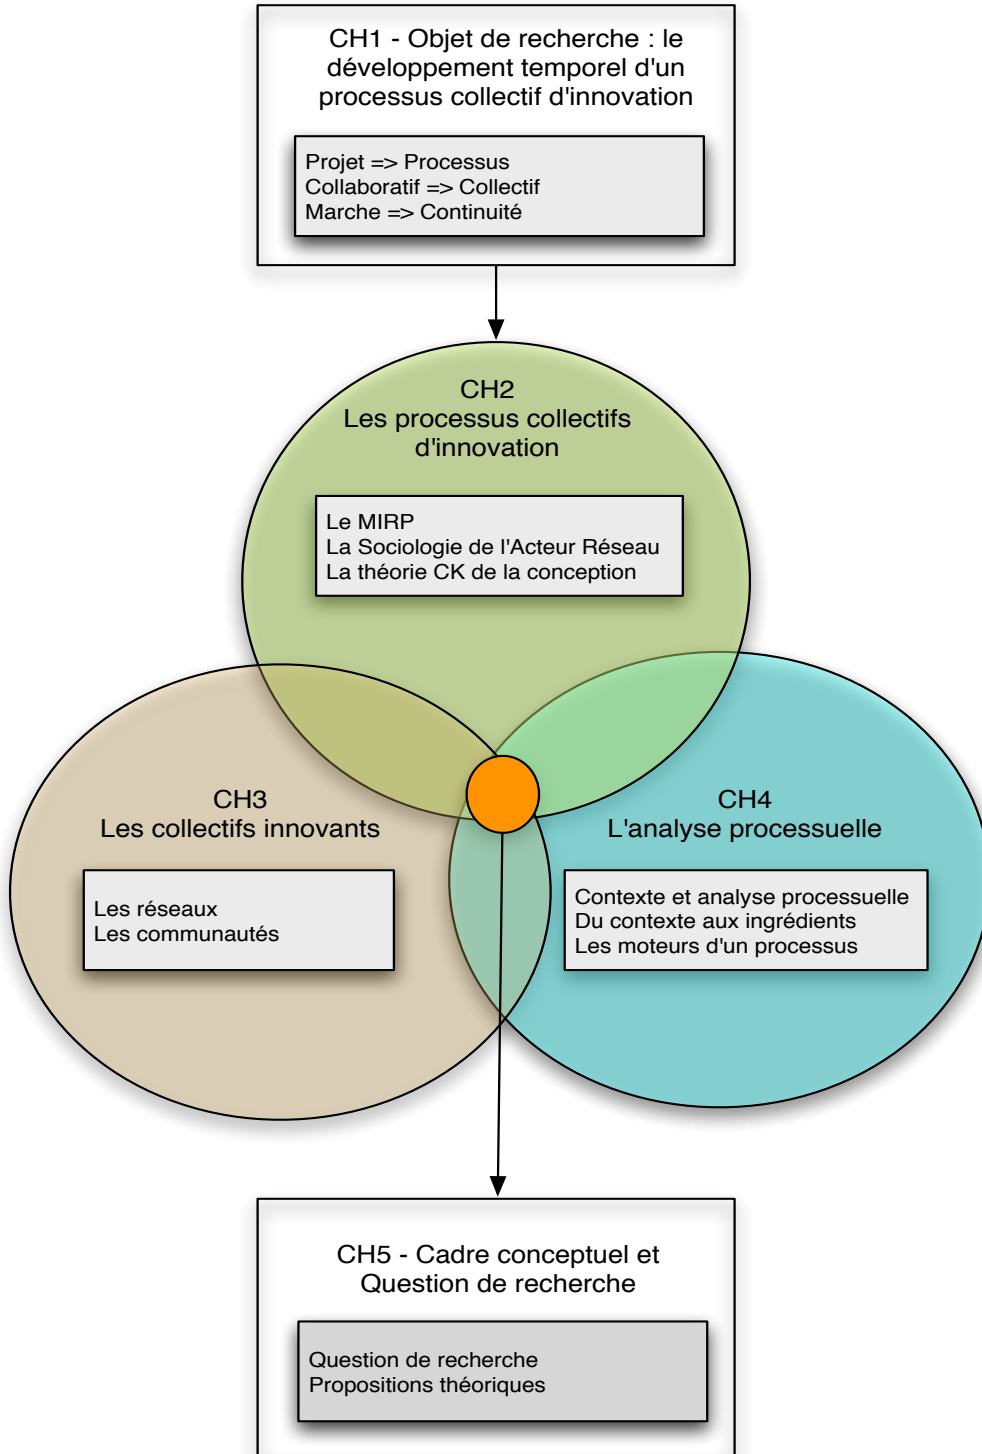 CH1 - Objet de recherche : le
développement temporel d'un
processus collectif d'innovation
Projet => Processus
Collaboratif => Collectif
Marche => Continuité
CH2
Les processus collectifs
d'innovation
Le MIRP
La Sociologie de l'Acteur Réseau
La théorie CK de la conception
CH3
Les collectifs innovants
Les réseaux
Les communautés
CH4
L'analyse processuelle
Contexte et analyse processuelle
Du contexte aux ingrédients
Les moteurs d'un processus
CH5 - Cadre conceptuel et
Question de recherche
Question de recherche
Propositions théoriques